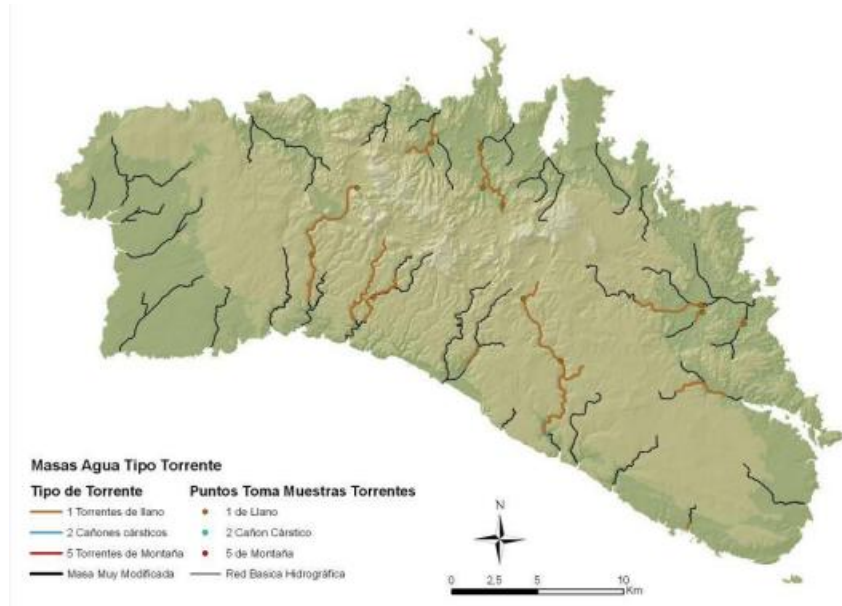 Masas Agua Tipo Torrente
Tipo de Torrente
1 Torrentes de llano
2 Cañones cársticos
5 Torrentes de Montaña
Masa Muy Modificada
Puntos Toma Muestras Torrentes
1 de Llano
2 Cañon Cárstico
5 de Montaña
Red Basica Hidrográfica
N
0 2,5 5 10
Km